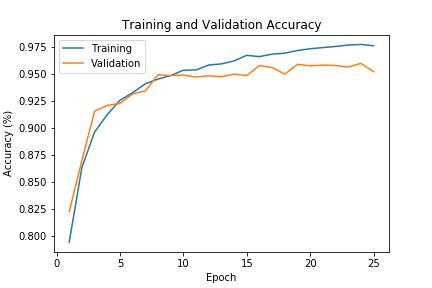 Training and Validation Accuracy
Training
Validation
Accuracy (%)
0.975
0.950
0.925
0.900
0.875
0.850
0.825
0.800
0 5 10 15 20 25
Epoch